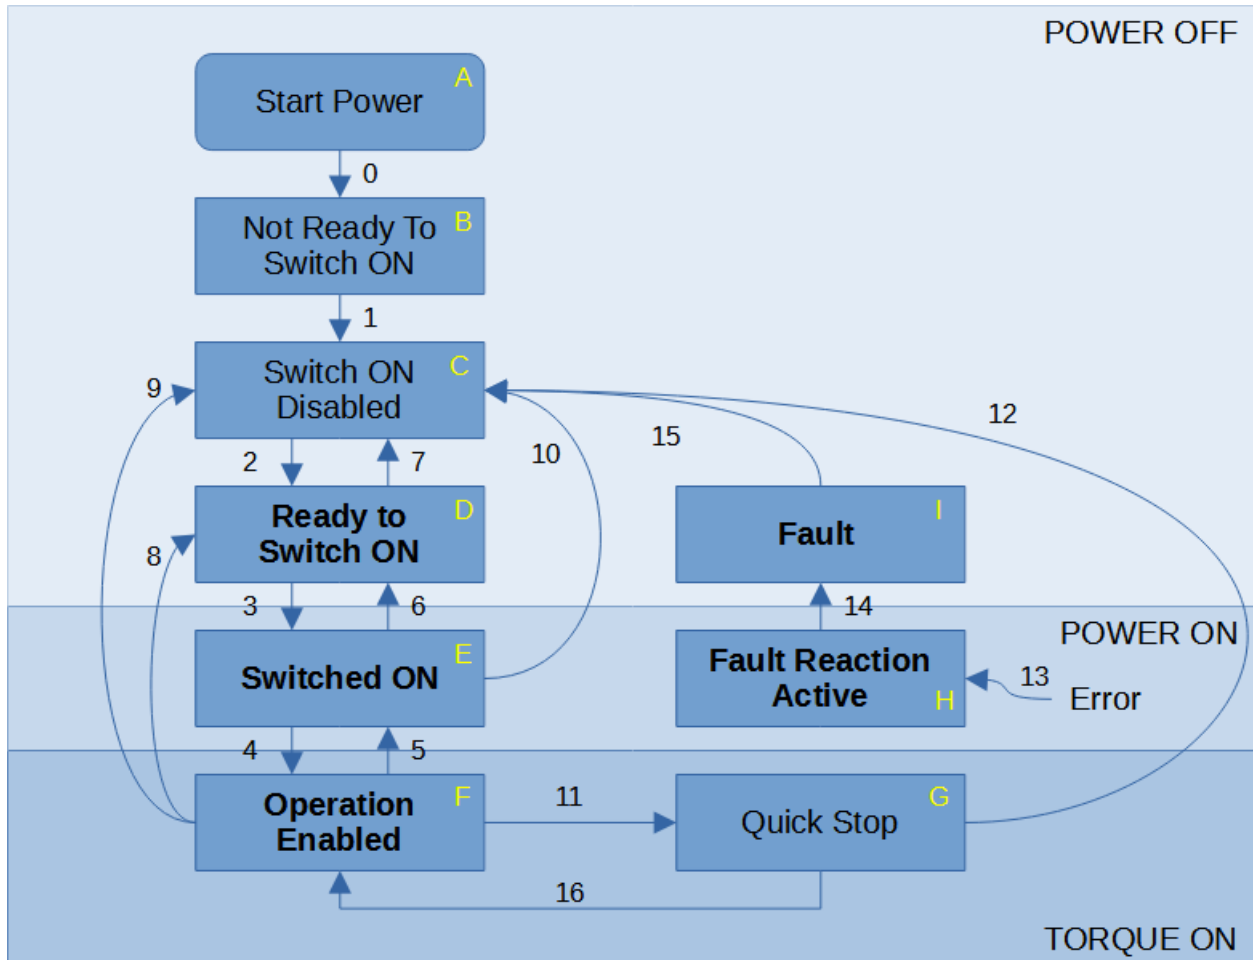 POWER OFF
A
Start Power
0
B
Not Ready To
Switch ON
1
C
Switch ON
Disabled
9
12
15
10
2
7
D
Ready to
Switch ON
I
Fault
8
3
6
14
POWER ON
E
Switched ON
Fault Reaction
Active
H
13
Error
4
5
F
Operation
Enabled
11
G
Quick Stop
16
TORQUE ON